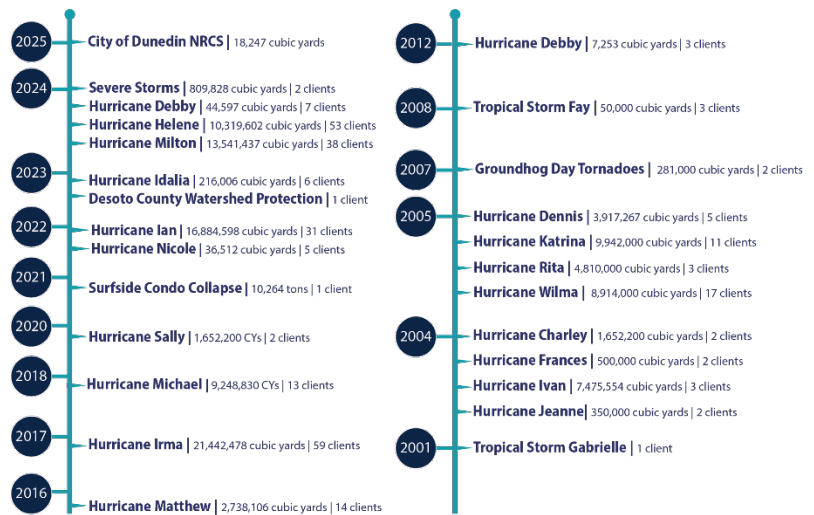 2025
City of Dunedin NRCS | 18,247 cubic yards
2024
Severe Storms | 809,828 cubic yards | 2 clients
Hurricane Debby | 44,597 cubic yards | 7 clients
Hurricane Helene | 10,319,602 cubic yards | 53 clients
Hurricane Milton | 13,541,437 cubic yards | 38 clients
2023
Hurricane Idalia | 216,006 cubic yards | 6 clients
Desoto County Watershed Protection | 1 client
2022
Hurricane Ian | 16,884,598 cubic yards | 31 clients
Hurricane Nicole | 36,512 cubic yards | 5 clients
2021
Surfside Condo Collapse | 10,264 tons | 1 client
2020
Hurricane Sally | 1,652,200 CYs | 2 clients
2018
Hurricane Michael | 9,248,830 CYs | 13 clients
2017
Hurricane Irma | 21,442,478 cubic yards | 59 clients
2016
Hurricane Matthew | 2,738,106 cubic yards | 14 clients
2012
Hurricane Debby | 7,253 cubic yards | 3 clients
2008
Tropical Storm Fay | 50,000 cubic yards | 3 clients
2007
Groundhog Day Tornadoes | 281,000 cubic yards | 2 clients
2005
Hurricane Dennis | 3,917,267 cubic yards | 5 clients
Hurricane Katrina | 9,942,000 cubic yards | 11 clients
Hurricane Rita | 4,810,000 cubic yards | 3 clients
Hurricane Wilma | 8,914,000 cubic yards | 17 clients
2004
Hurricane Charley | 1,652,200 cubic yards | 2 clients
Hurricane Frances | 500,000 cubic yards | 2 clients
Hurricane Ivan | 7,475,554 cubic yards | 3 clients
Hurricane Jeanne| 350,000 cubic yards | 2 clients
2001
Tropical Storm Gabrielle | 1 client